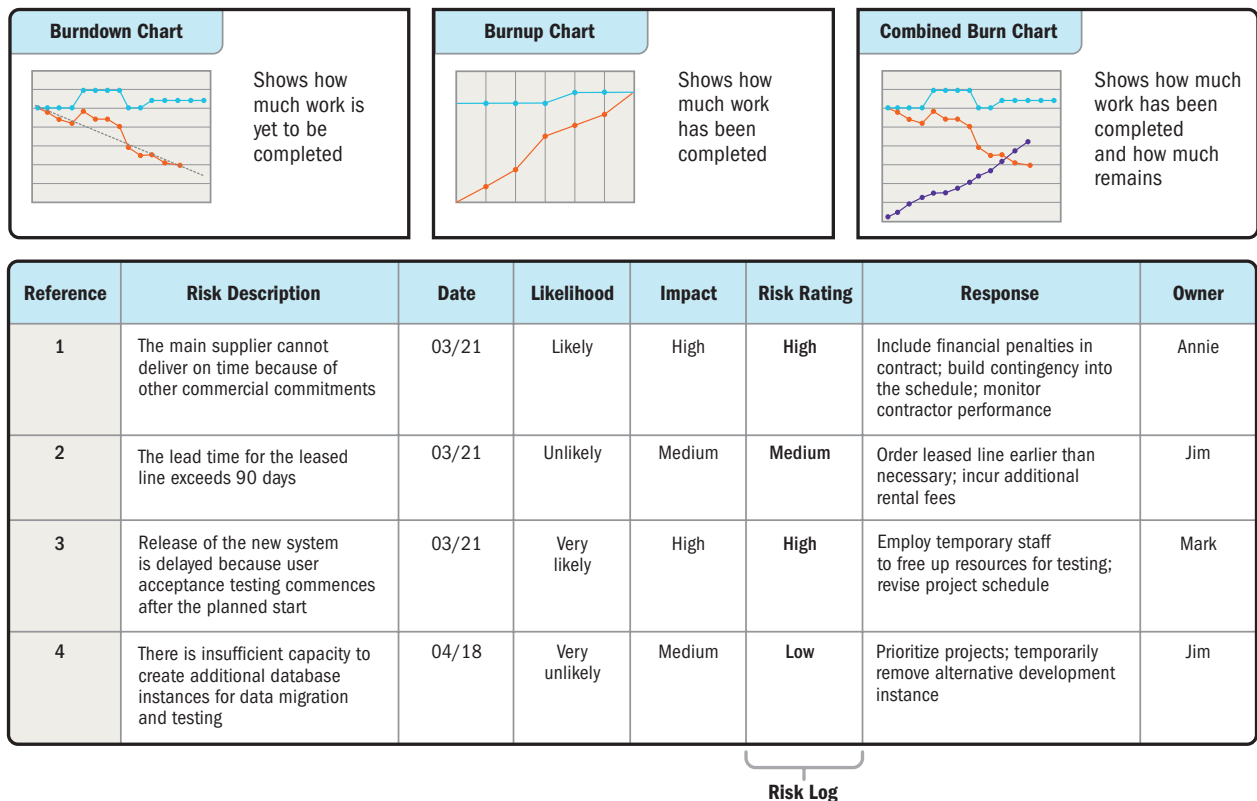 Burndown Chart
Shows how
much work is
yet to be
completed
Burnup Chart
Shows how
much work
has been
completed
Combined Burn Chart
Shows how much
work has been
completed
and how much
remains
Reference
Risk Description
Date
Likelihood
Impact
Risk Rating
Response
Owner
1
The main supplier cannot
deliver on time because of
other commercial commitments
03/21
Likely
High
High
Include financial penalties in
contract; build contingency into
the schedule; monitor
contractor performance
Annie
2
The lead time for the leased
line exceeds 90 days
03/21
Unlikely
Medium
Medium
Order leased line earlier than
necessary; incur additional
rental fees
Jim
3
Release of the new system
is delayed because user
acceptance testing commences
after the planned start
03/21
Very
likely
High
High
Employ temporary staff
to free up resources for testing;
revise project schedule
Mark
4
There is insufficient capacity to
create additional database
instances for data migration
and testing
04/18
Very
unlikely
Medium
Low
Prioritize projects; temporarily
remove alternative development
instance
Jim
Risk Log